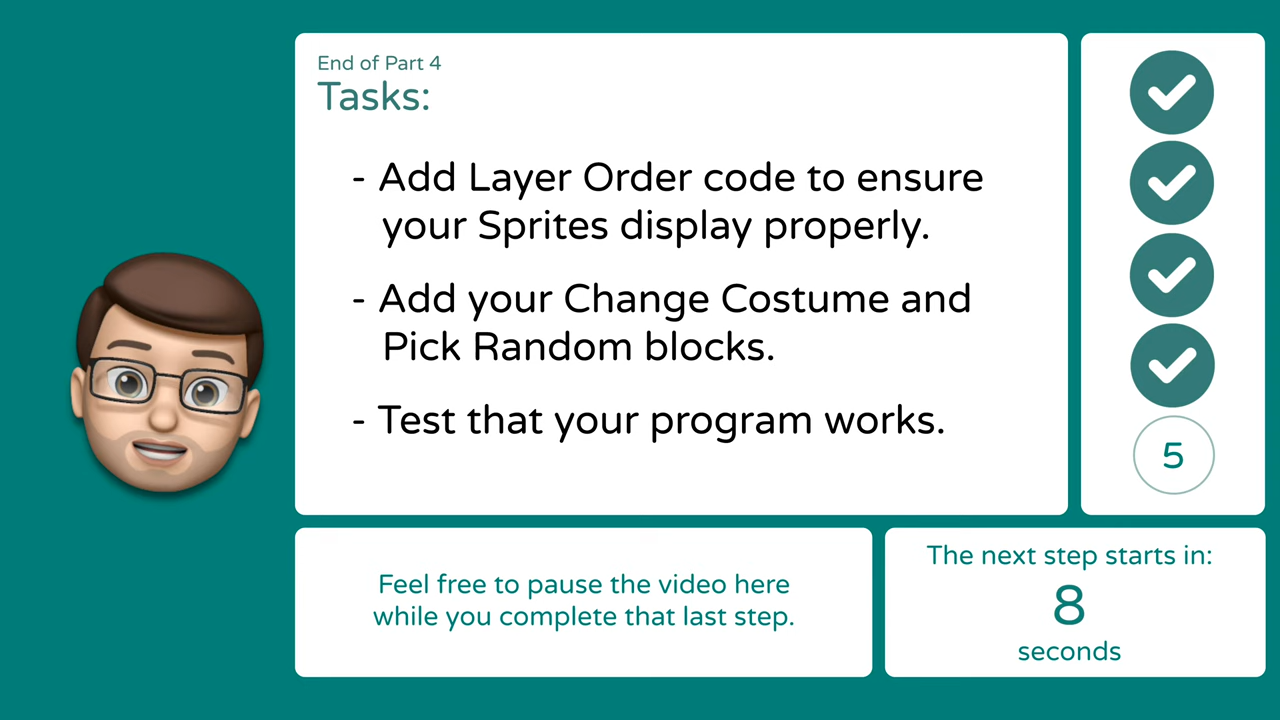 End of Part 4
Tasks:
- Add Layer Order code to ensure
your Sprites display properly.
- Add your Change Costume and
Pick Random blocks.
- Test that your program works.
5
Feel free to pause the video here
while you complete that last step.
The next step starts in:
8
seconds